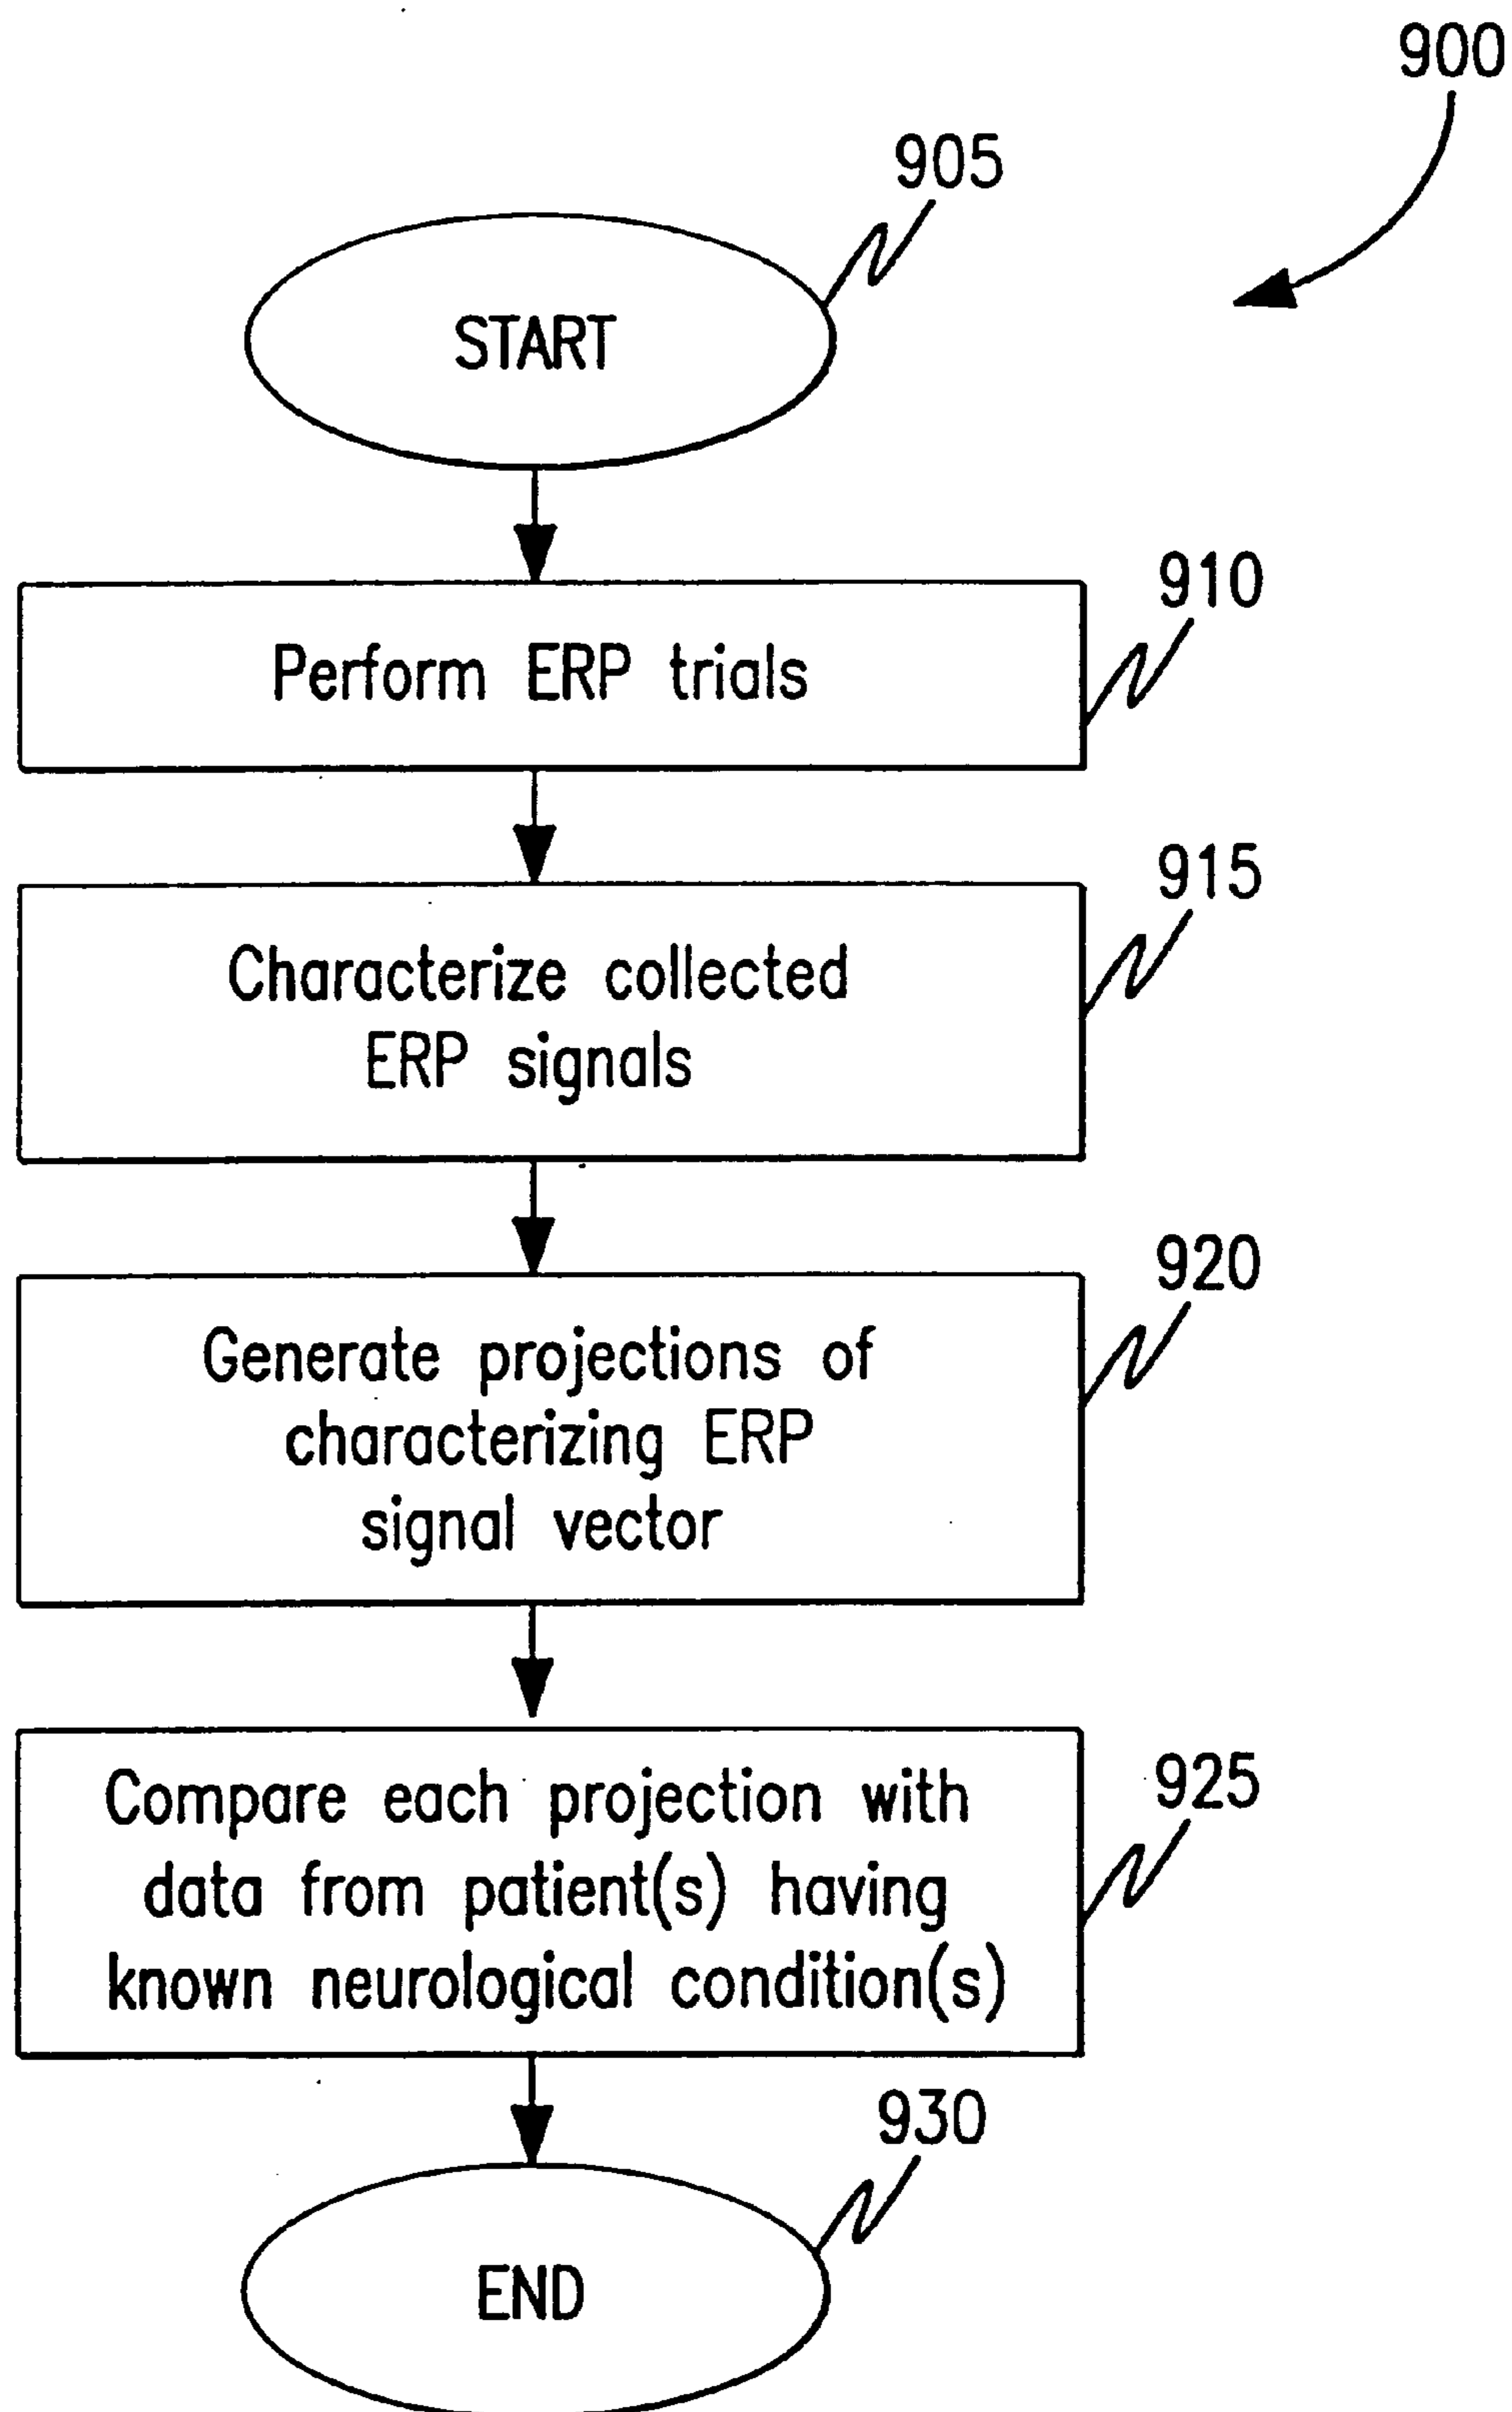 900
905
START
910
Perform ERP trials
915
Characterize collected
ERP signals
920
Generate projections of
characterizing ERP
signal vector
925
Compare each projection with
data from patient(s) having
known neurological condition(s)
930
END